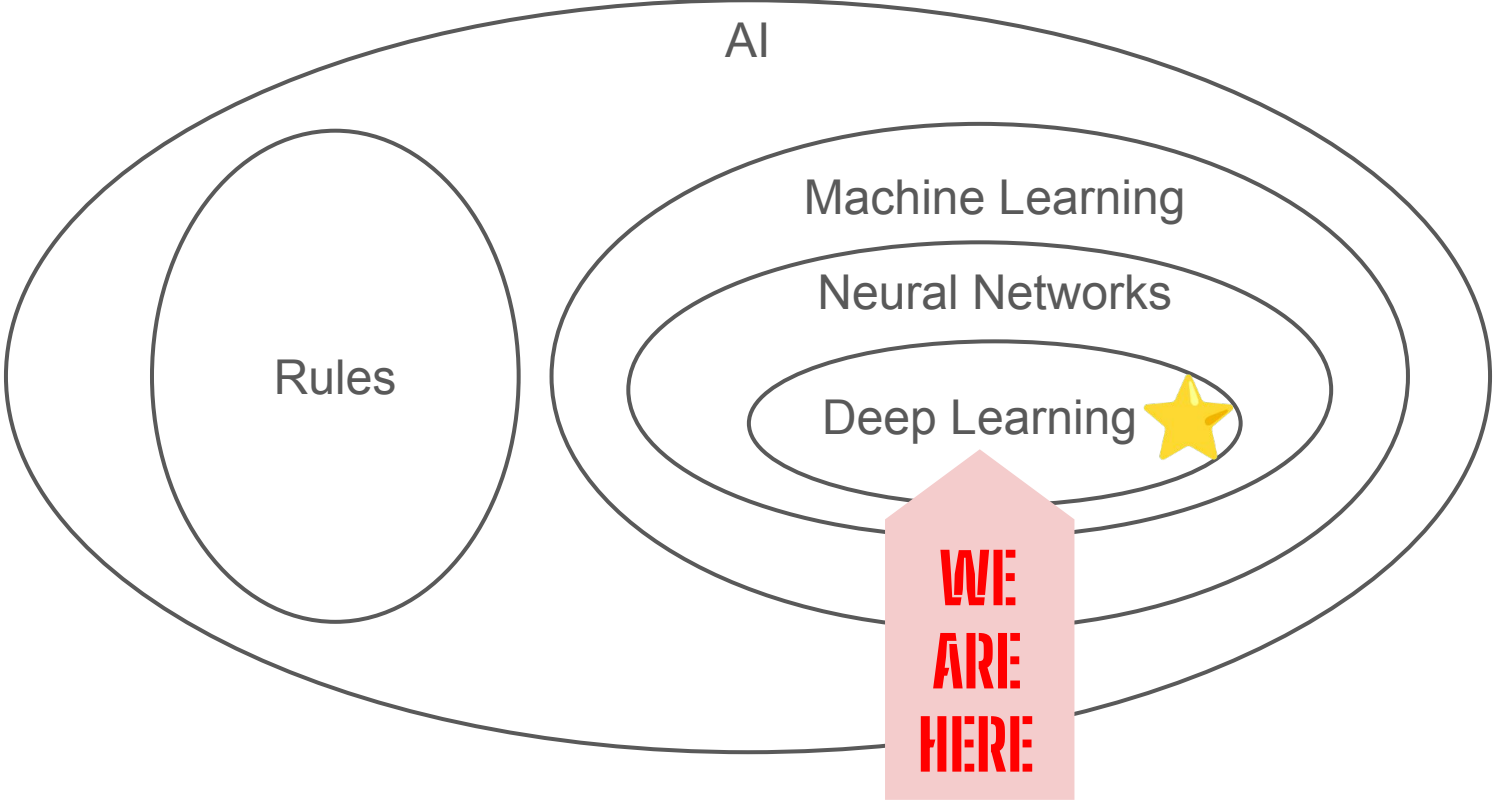 AI
Machine Learning
Neural Networks
Rules
Deep Learning
WE
ARE
HERE